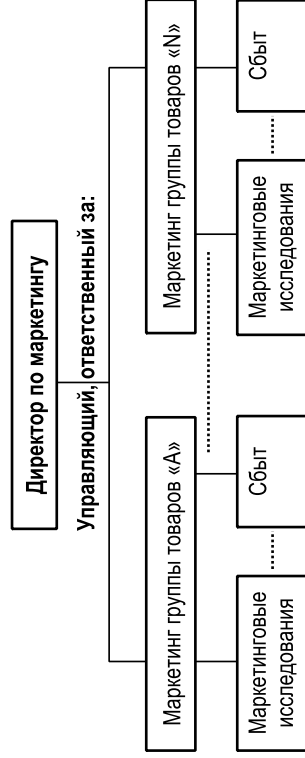 Директор по маркетингу
Управляющий, ответственный за:
Маркетинг группы товаров «А»
Маркетинг группы товаров «N»
Маркетинговые
исследования
Сбыт
Маркетинговые
исследования
Сбыт